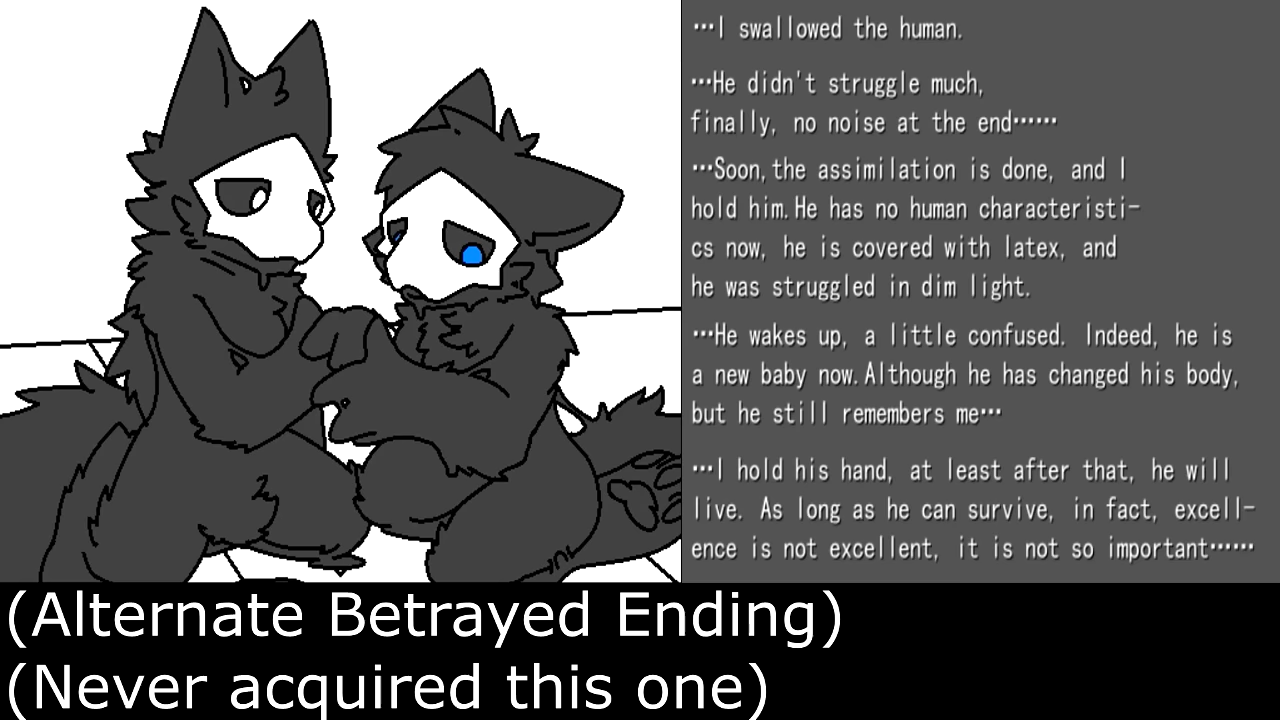 …I swallowed the human.
…He didn't struggle much,
finally, no noise at the end……
…Soon,the assimilation is done, and I
hold him.He has no human characteristi-
cs now, he is covered with latex, and
he was struggled in dim light.
…He wakes up, a little confused. Indeed, he is
a new baby now.Although he has changed his body,
but he still remembers me…
…I hold his hand, at least after that, he will
live. As long as he can survive, in fact, excell-
ence is not excellent, it is not so important……
(Alternate Betrayed Ending)
(Never acquired this one)